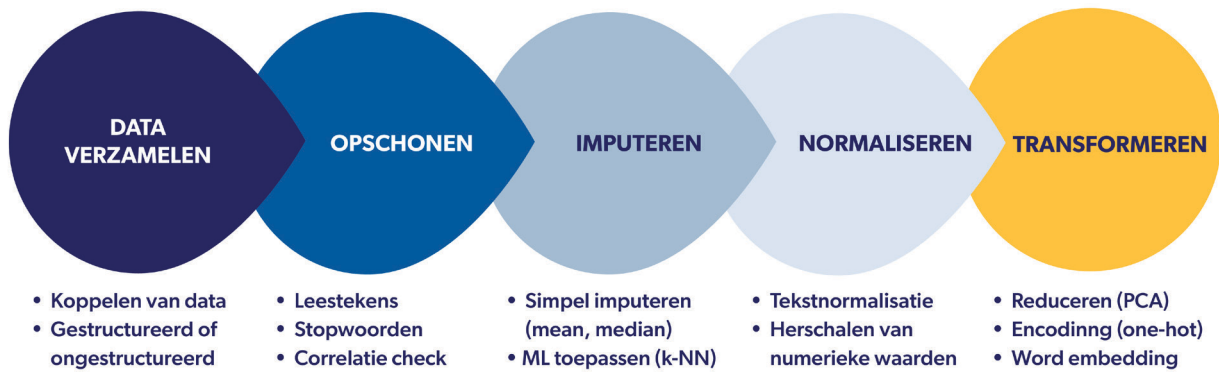 DATA
VERZAMELEN
OPSCHONEN
IMPUTEREN
NORMALISEREN
TRANSFORMEREN
• Koppelen van data
• Gestructureerd of
ongestructureerd
• Leestekens
• Stopwoorden
• Correlatie check
• Simpel imputeren
(mean, median)
• ML toepassen (k-NN)
• Tekstnormalisatie
• Herschalen van
numerieke waarden
• Reduceren (PCA)
• Encodinng (one-hot)
• Word embedding